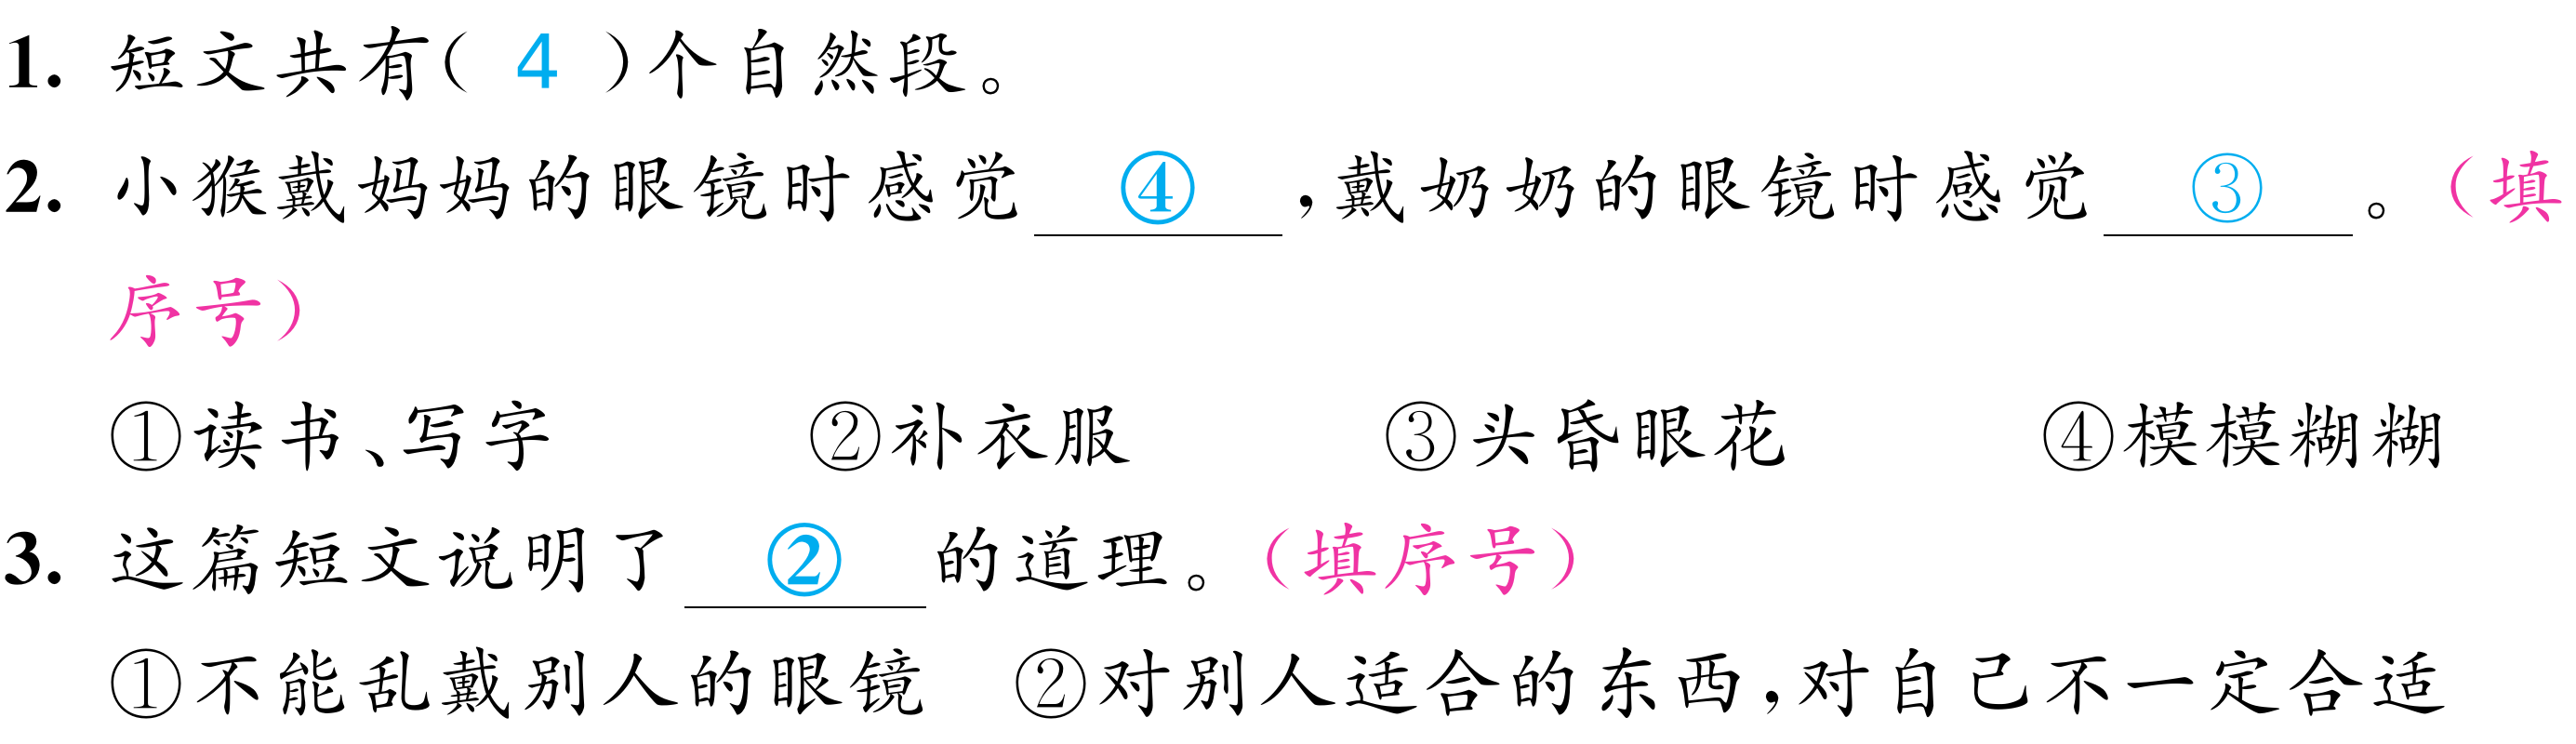 1. 短文共有( 4 )个自然段。
2. 小猴戴妈妈的眼镜时感觉 ④ ,戴奶奶的眼镜时感觉 ③ 。(填
序号)
①读书、写字 ②补衣服 ③头昏眼花 ④模模糊糊
3. 这篇短文说明了 ② 的道理。(填序号)
①不能乱戴别人的眼镜 ②对别人适合的东西,对自己不一定合适